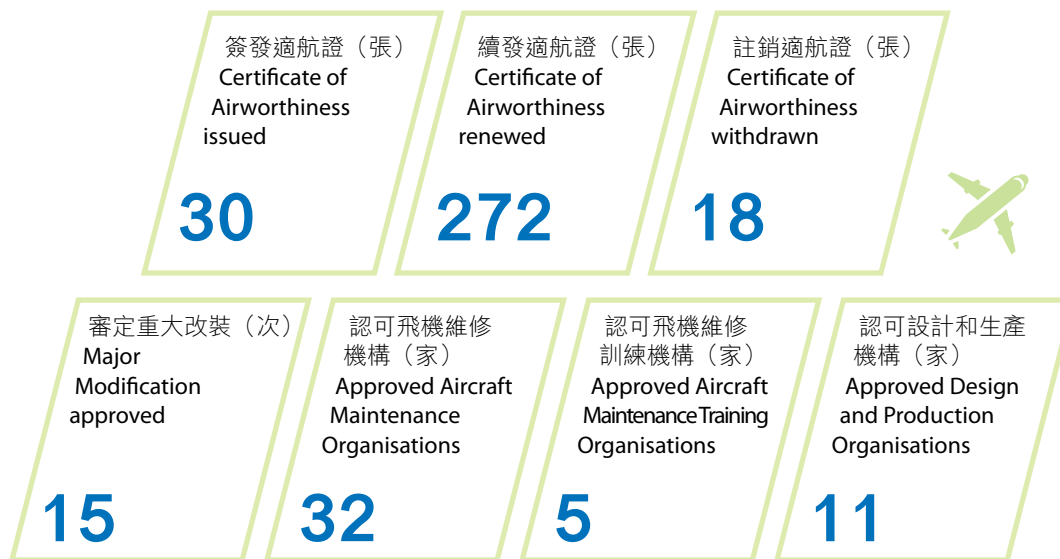 簽發適航證（張）
Certificate of
Airworthiness
issued
30
續發適航證（張）
Certificate of
Airworthiness
renewed
272
註銷適航證（張）
Certificate of
Airworthiness
withdrawn
18
審定重大改裝（次）
Major
Modification
approved
15
認可飛機維修
機構（家）
Approved Aircraft
Maintenance
Organisations
32
認可飛機維修
訓練機構（家）
Approved Aircraft
Maintenance Training
Organisations
5
認可設計和生產
機構（家）
Approved Design
and Production
Organisations
11